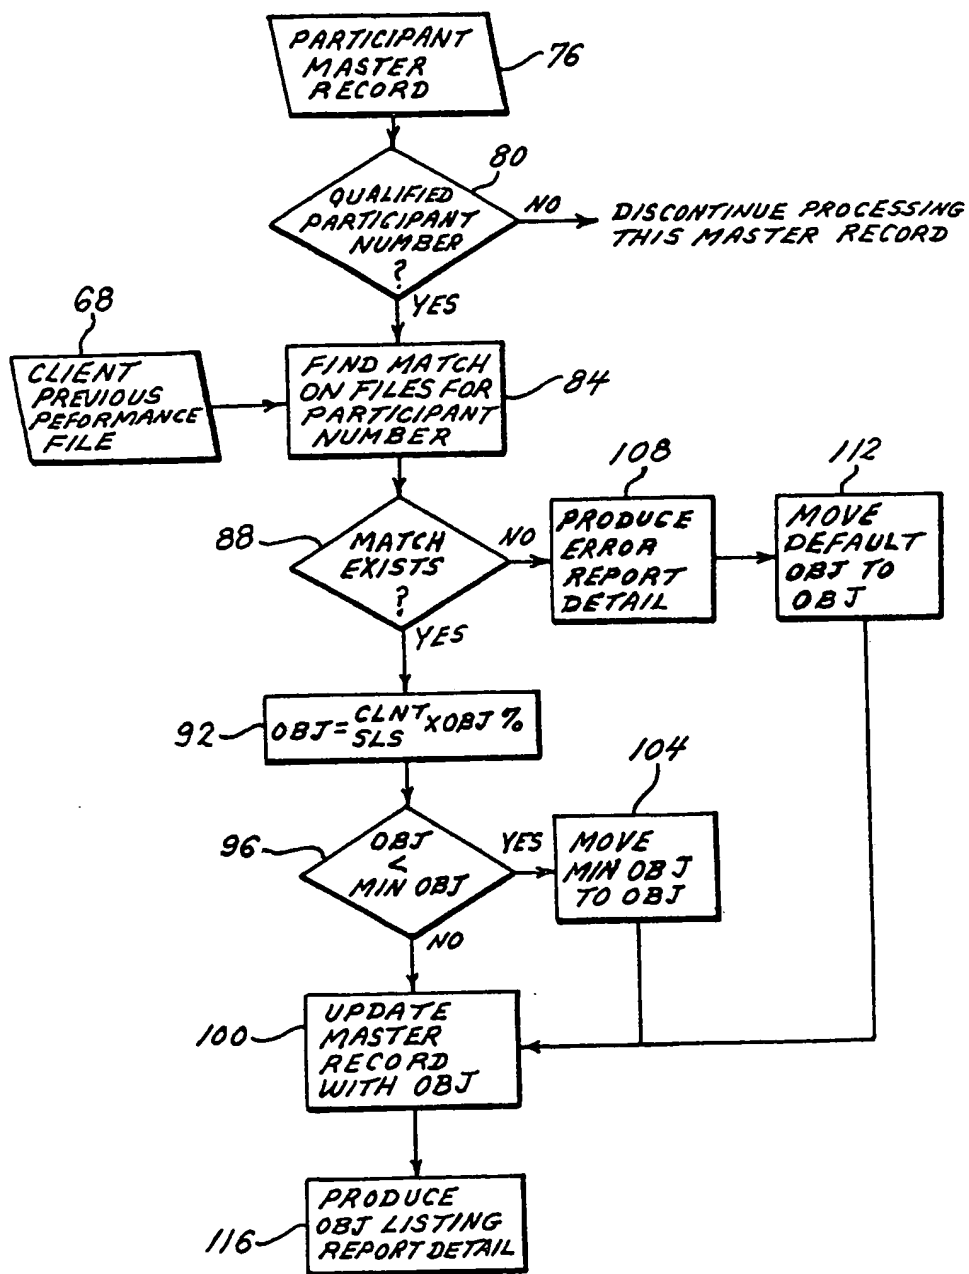 PARTICIPANT
MASTER
RECORD
76
80
QUALIFIED
PARTICIPANT
NUMBER
?
NO
DISCONTINUE PROCESSING
THIS MASTER RECORD
YES
68
CLIENT
PREVIOUS
PEFORMANCE
FILE
FIND MATCH
ON FILES FOR
PARTICIPANT
NUMBER
84
88
MATCH
EXISTS
?
NO
YES
108
PRODUCE
ERROR
REPORT
DETAIL
112
MOVE
DEFAULT
OBJ TO
OBJ
92
OBJ = CLNT SLS X OBJ %
96
OBJ
<
MIN OBJ
YES
NO
104
MOVE
MIN OBJ
TO OBJ
100
UPDATE
MASTER
RECORD
WITH OBJ
116
PRODUCE
OBJ LISTING
REPORT DETAIL